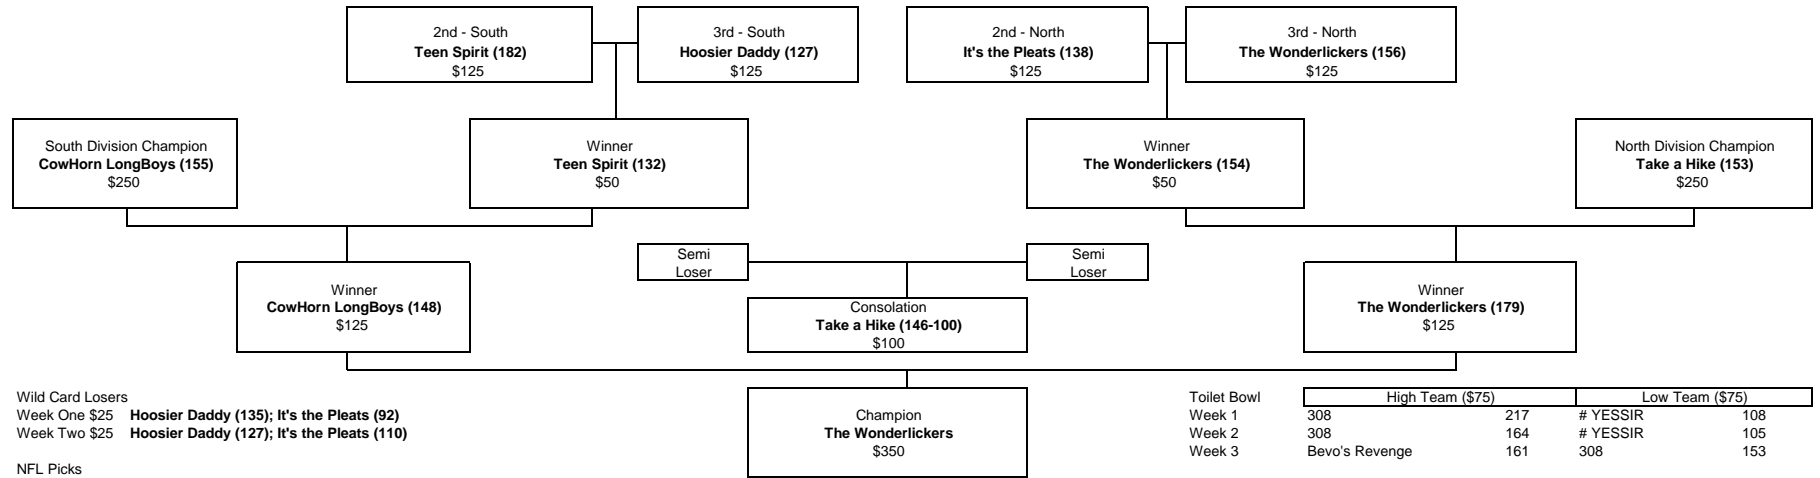 2nd - South
Teen Spirit (182)
$125
3rd - South
Hoosier Daddy (127)
$125
2nd - North
It's the Pleats (138)
$125
3rd - North
The Wonderlickers (156)
$125
South Division Champion
CowHorn LongBoys (155)
$250
Winner
Teen Spirit (132)
$50
Winner
The Wonderlickers (154)
$50
North Division Champion
Take a Hike (153)
$250
Semi
Loser
Semi
Loser
Winner
CowHorn LongBoys (148)
$125
Consolation
Take a Hike (146-100)
$100
Winner
The Wonderlickers (179)
$125
Wild Card Losers
Week One $25 Hoosier Daddy (135); It's the Pleats (92)
Week Two $25 Hoosier Daddy (127); It's the Pleats (110)
NFL Picks
Champion
The Wonderlickers
$350
Toilet Bowl High Team ($75) Low Team ($75)
Week 1 308 217 # YESSIR 108
Week 2 308 164 # YESSIR 105
Week 3 Bevo's Revenge 161 308 153